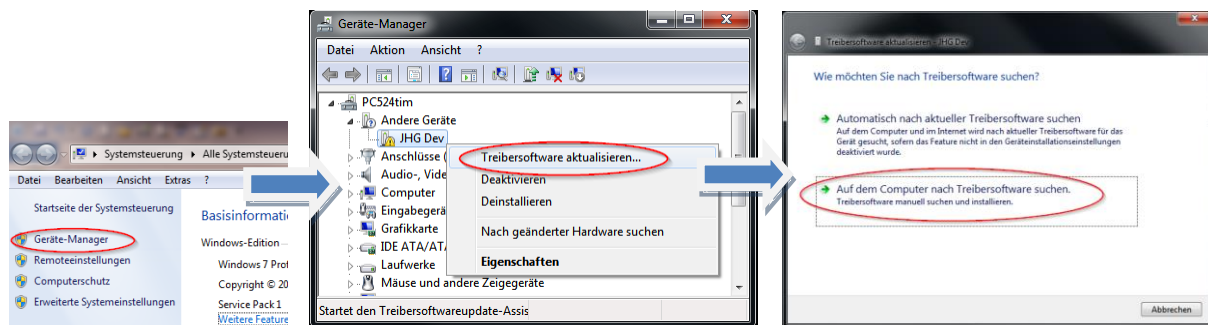 Systemsteuerung ▸ Alle Systemsteueru
Datei Bearbeiten Ansicht Extras ?
Startseite der Systemsteuerung
Geräte-Manager
Remoteeinstellungen
Computerschutz
Erweiterte Systemeinstellungen
Basisinformati
Windows-Edition
Windows 7 Prof
Copyright © 20
Service Pack 1
Weitere Feature
Geräte-Manager
Datei Aktion Ansicht ?
PC524tim
Andere Geräte
JHG Dev
Anschlüsse (
Audio-, Vide
Computer
Eingabegerä
Grafikkarte
IDE ATA/AT
Laufwerke
Mäuse und andere Zeigegeräte
Treibersoftware aktualisieren...
Deaktivieren
Deinstallieren
Nach geänderter Hardware suchen
Eigenschaften
Startet den Treibersoftwareupdate-Assis
Treibersoftware aktualisieren - JHG Dev
Wie möchten Sie nach Treibersoftware suchen?
Automatisch nach aktueller Treibersoftware suchen
Auf dem Computer und im Internet wird nach aktueller Treibersoftware für das
Gerät gesucht, sofern das Feature nicht in den Geräteinstallationseinstellungen
deaktiviert wurde.
Auf dem Computer nach Treibersoftware suchen.
Treibersoftware manuell suchen und installieren.
Abbrechen